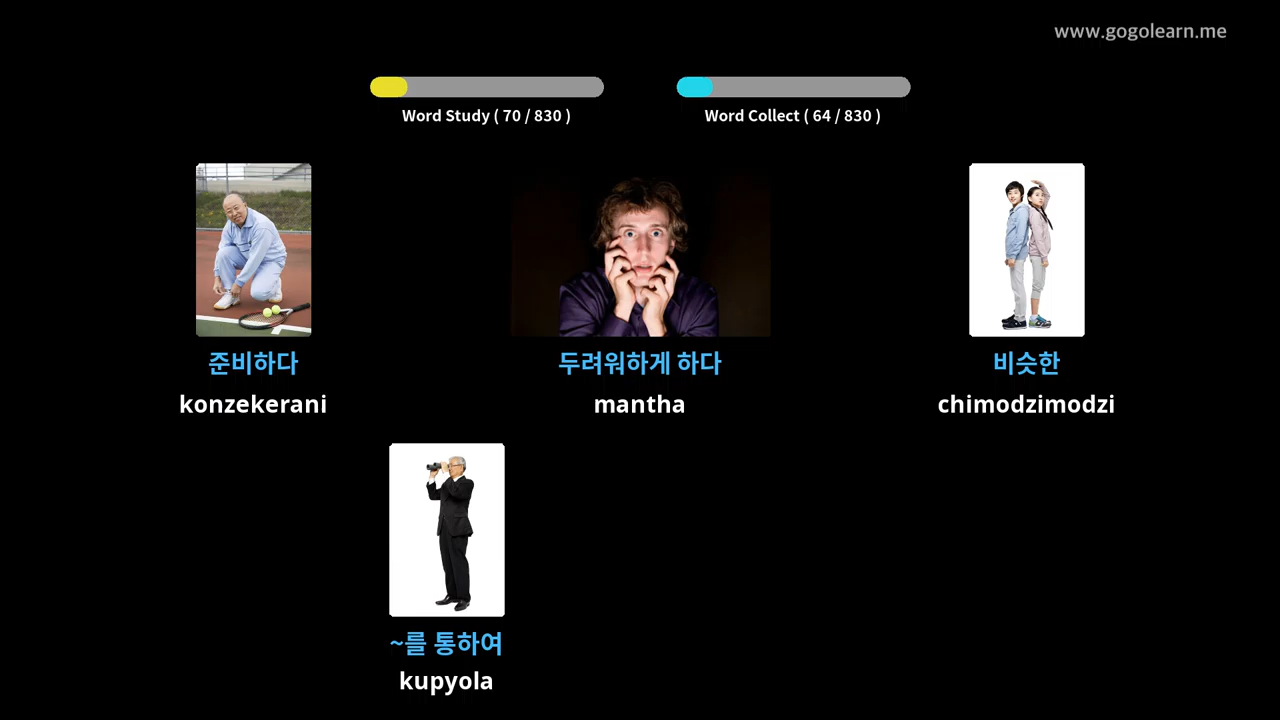 www.gogolearn.me
Word Study ( 70 / 830 )
Word Collect ( 64 / 830 )
준비하다
konzekerani
두려워하게 하다
mantha
비슷한
chimodzimodzi
~를 통하여
kupyola